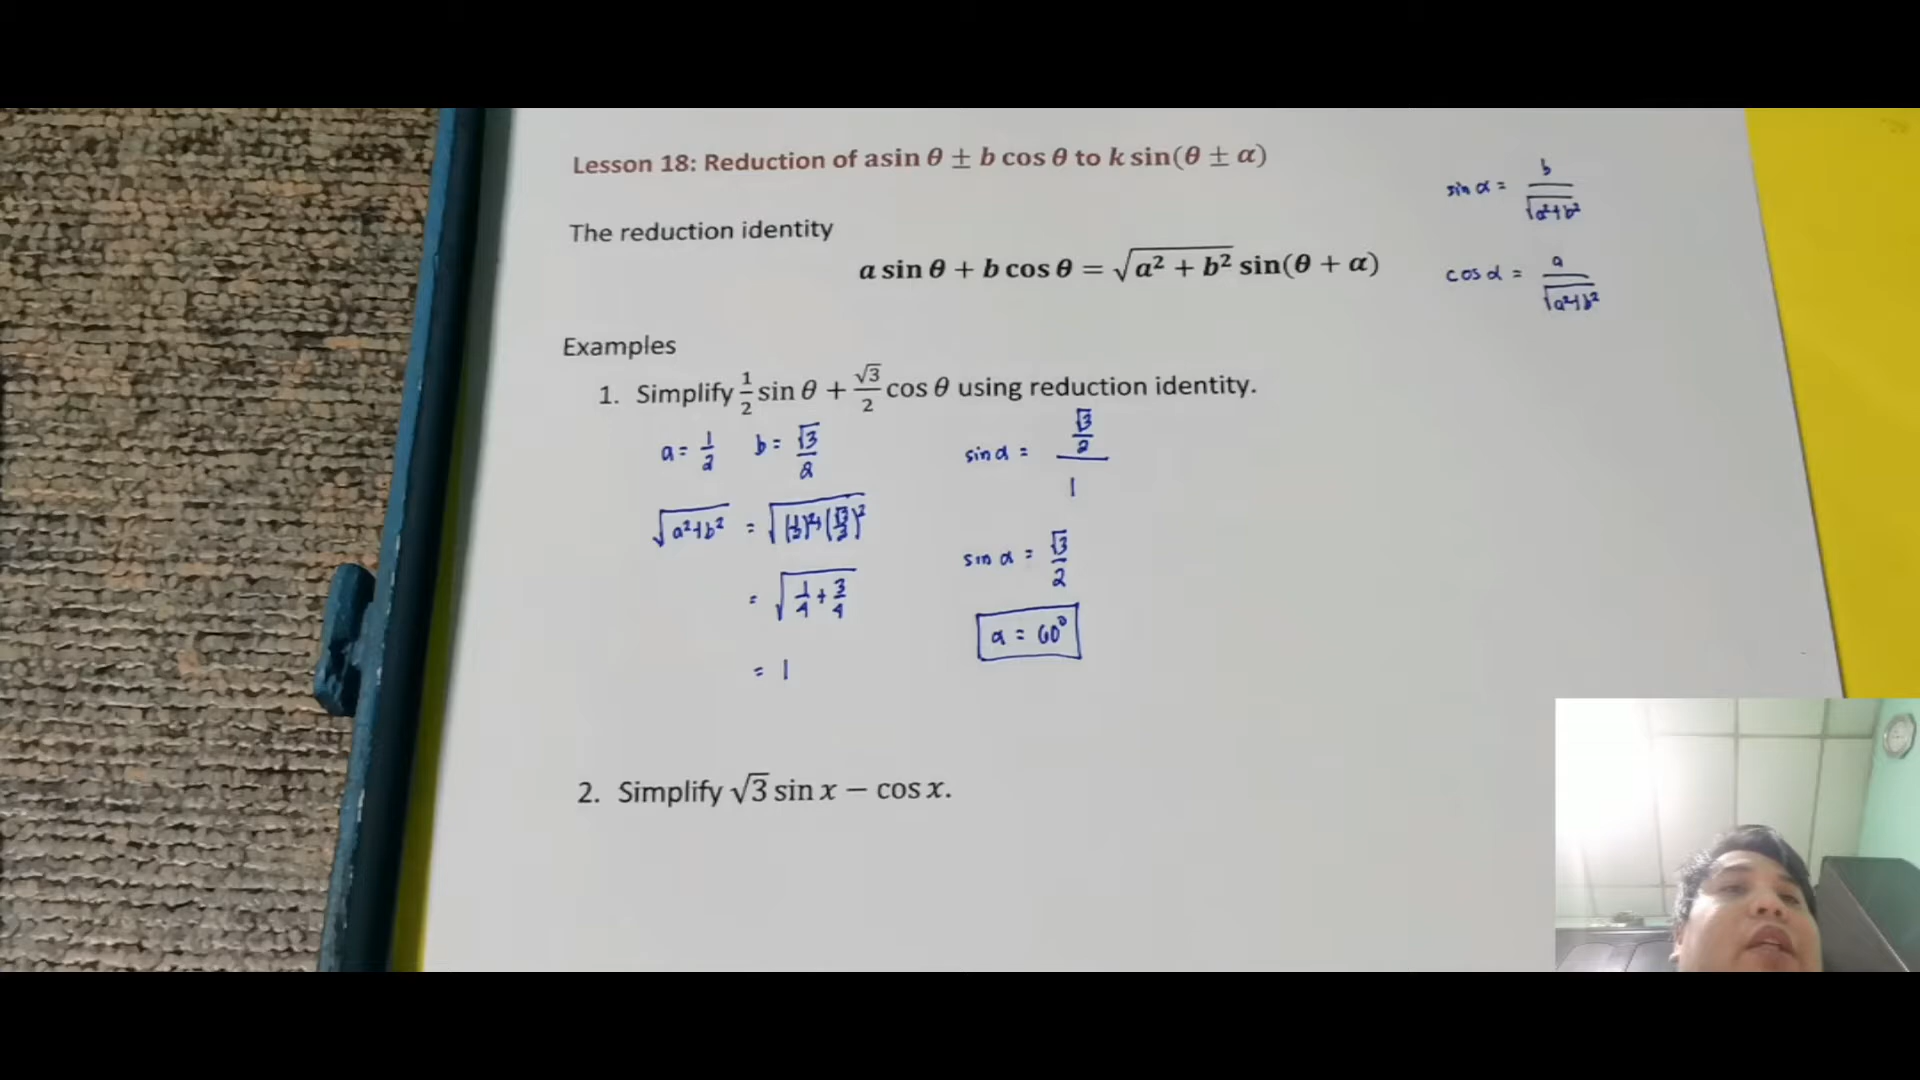 Lesson 18: Reduction of asin θ ± b cos θ to k sin(θ ± α)
sin α = b / √a²+b²
The reduction identity
a sin θ + b cos θ = √a² + b² sin(θ + α)
cos α = a / √a²+b²
Examples
1. Simplify 1/2 sin θ + √3/2 cos θ using reduction identity.
a = 1/2 b = √3/2
sin α = √3/2 / 1
√a²+b² = √(1/2)²+(√3/2)²
sin α = √3/2
= √1/4 + 3/4
α = 60°
= 1
2. Simplify √3 sin x − cos x.